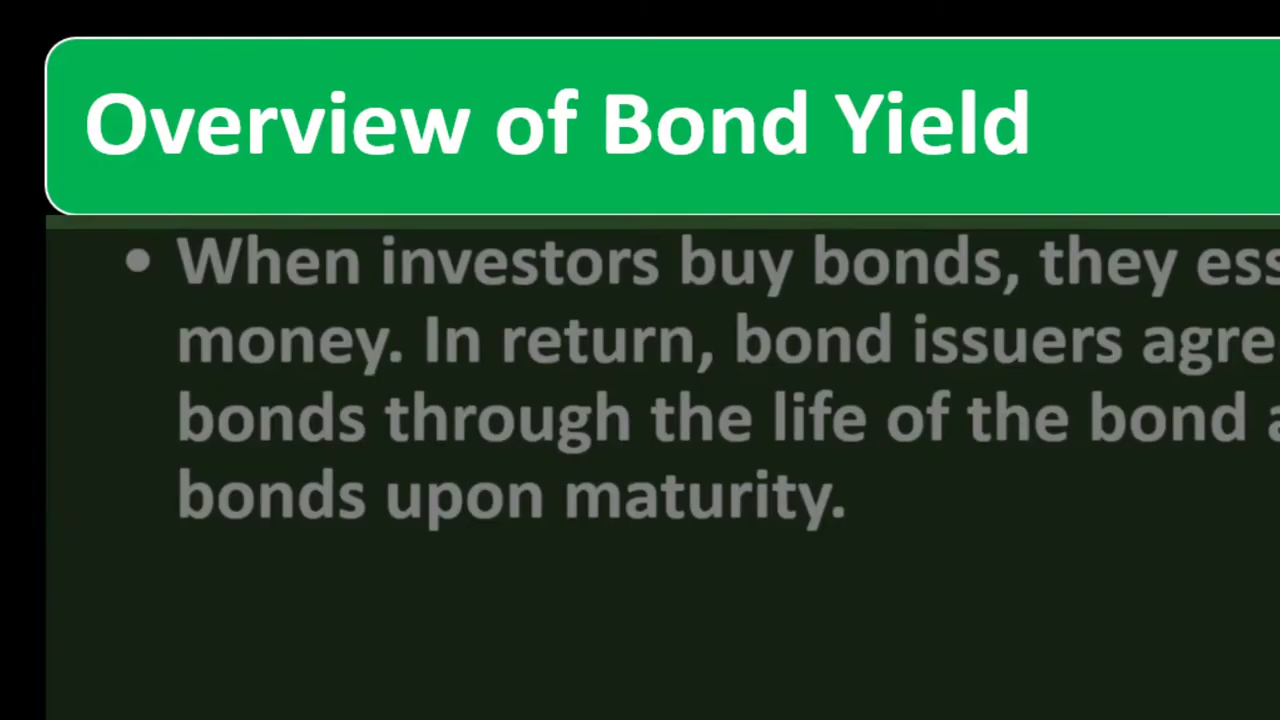 Overview of Bond Yield
• When investors buy bonds, they ess
money. In return, bond issuers agre
bonds through the life of the bond a
bonds upon maturity.